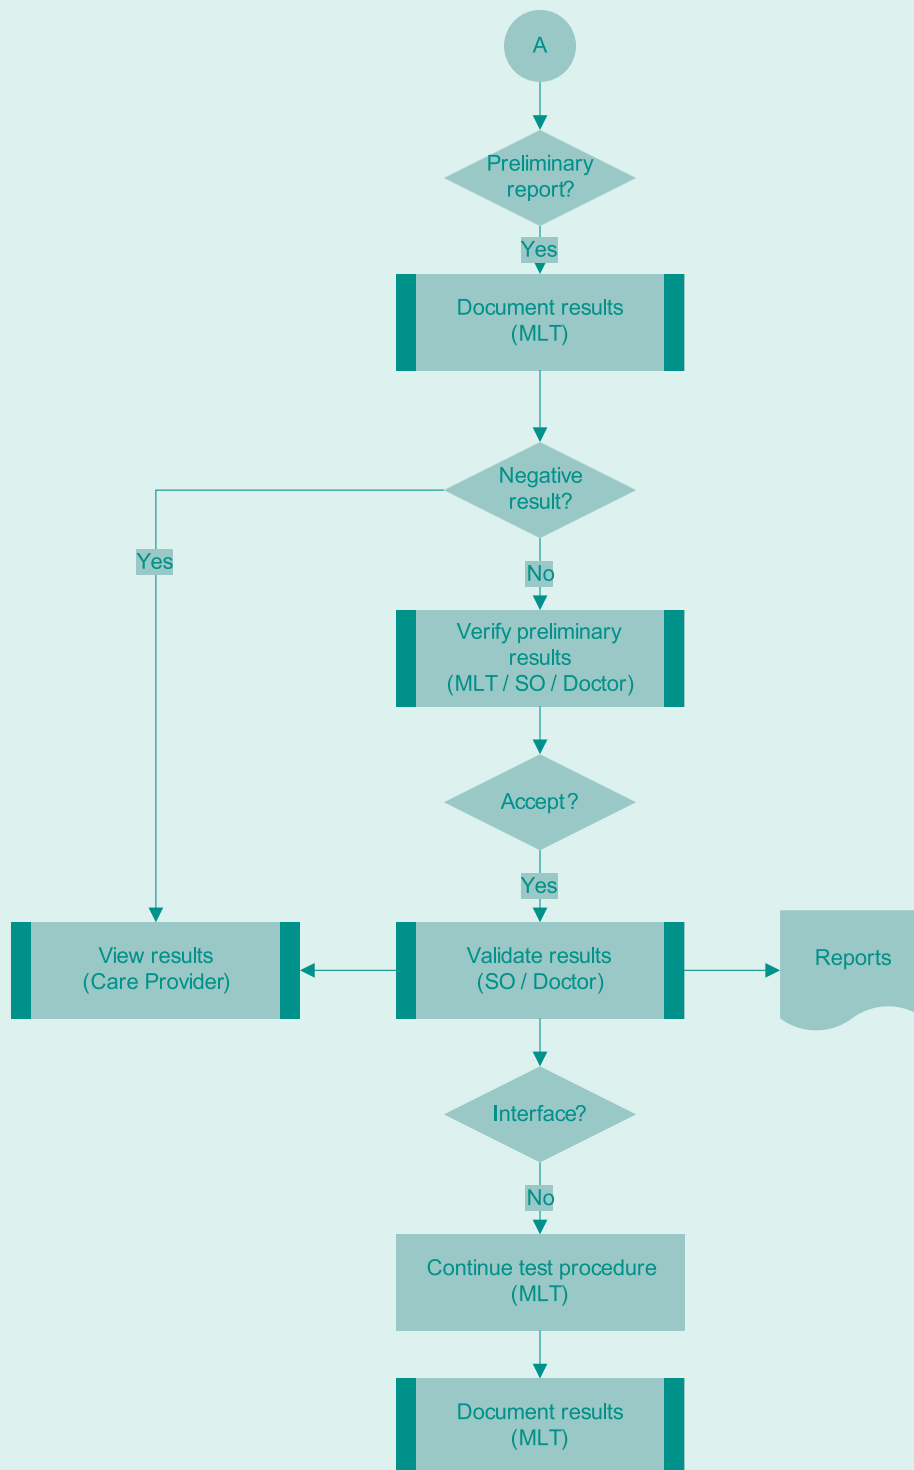 A
Preliminary
report?
Yes
Document results
(MLT)
Negative
result?
Yes
No
Verify preliminary
results
(MLT / SO / Doctor)
Accept?
Yes
View results
(Care Provider)
Validate results
(SO / Doctor)
Reports
Interface?
No
Continue test procedure
(MLT)
Document results
(MLT)